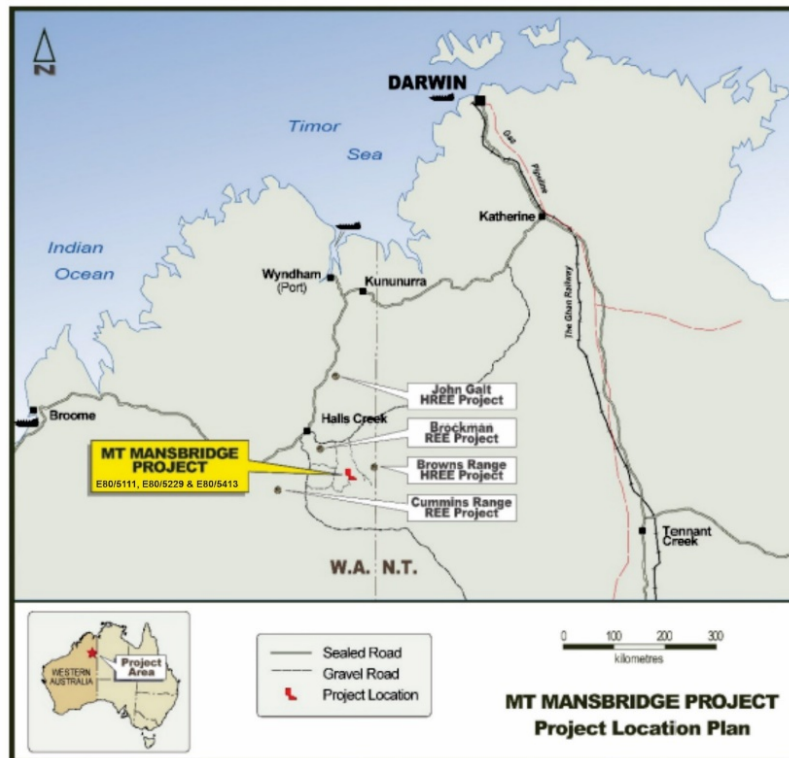 N
DARWIN
Timor
Sea
Gas
Pipeline
Katherine
Indian
Ocean
Wyndham
(Port)
Kununurra
The Ghan Railway
John Galt
HREE Project
Broome
Halls Creek
Brockman
REE Project
MT MANSBRIDGE
PROJECT
E80/5111, E80/5229 & E80/5413
Browns Range
HREE Project
Cummins Range
REE Project
Tennant
Creek
W.A. N.T.
WESTERN
AUSTRALIA
Project
Area
Sealed Road
Gravel Road
Project Location
0 100 200 300
kilometres
MT MANSBRIDGE PROJECT
Project Location Plan